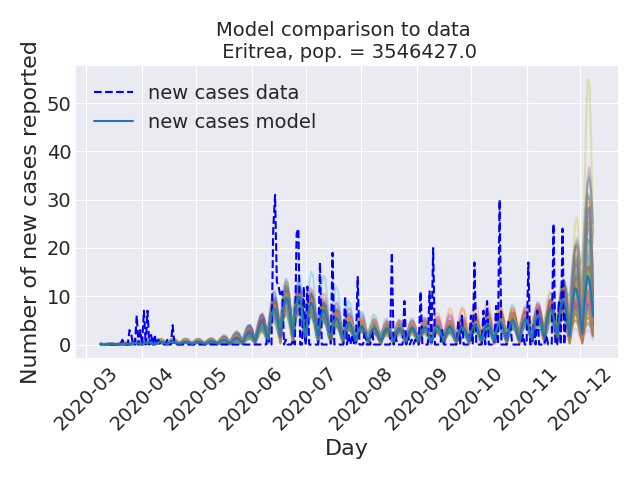 Model comparison to data
Eritrea, pop. = 3546427.0
Number of new cases reported
50
40
30
20
10
0
new cases data
new cases model
2020-03
2020-04
2020-05
2020-06
2020-07
2020-08
2020-09
2020-10
2020-11
2020-12
Day